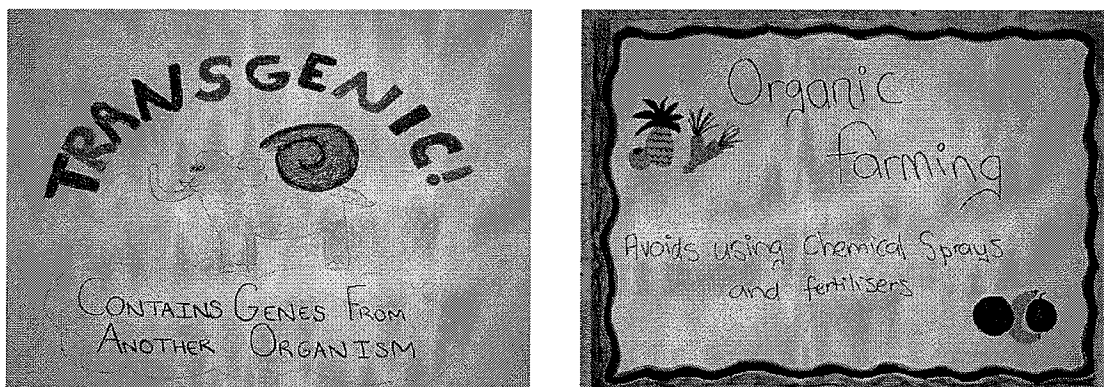 TRANSGENIC!
CONTAINS GENES FROM
ANOTHER ORGANISM
Organic
farming
Avoids using Chemical Sprays
and fertilisers